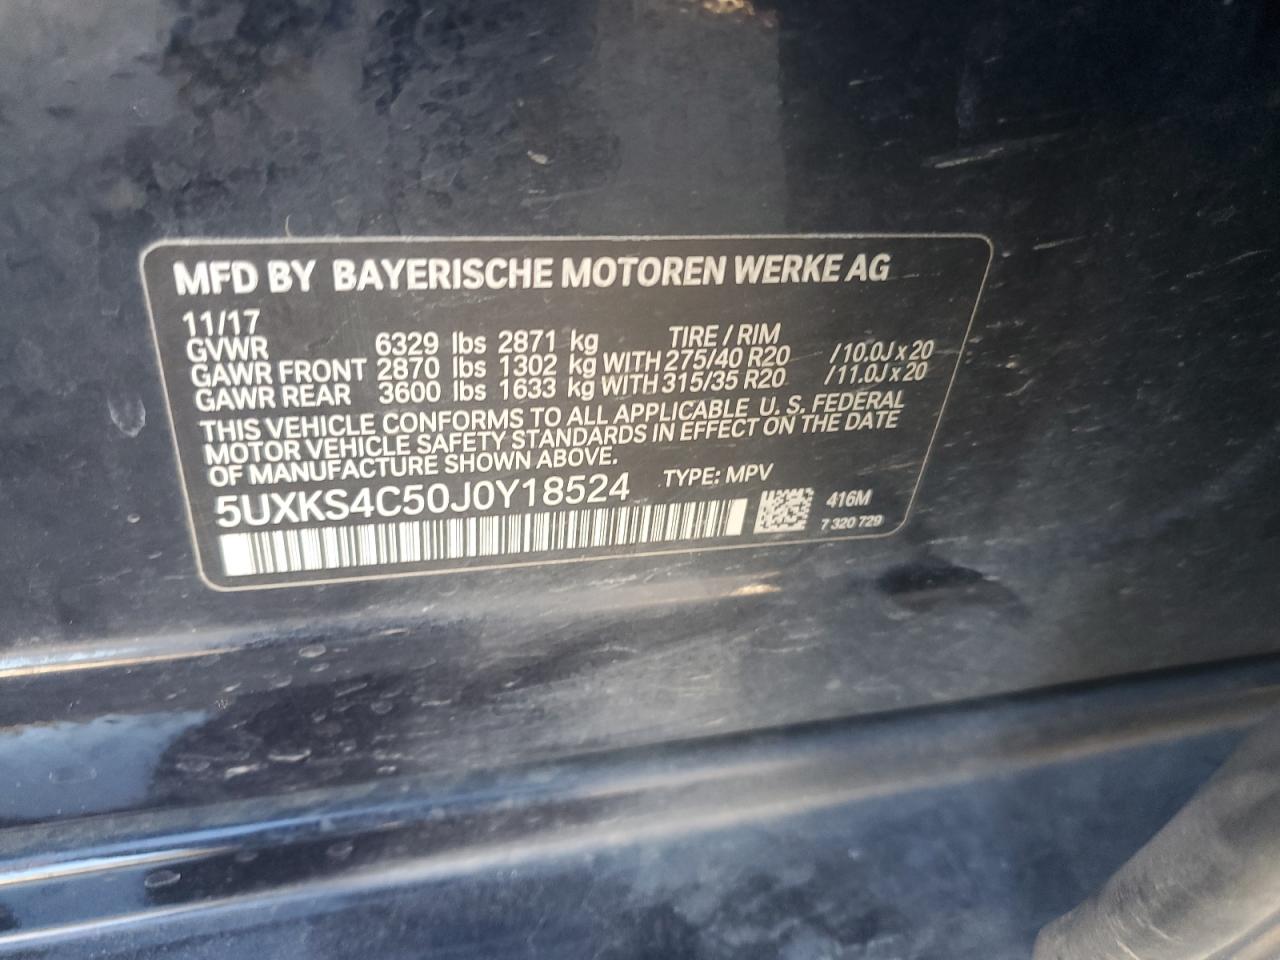 MFD BY BAYERISCHE MOTOREN WERKE AG
11/17
TIRE / RIM
GVWR 6329 lbs 2871 kg
GAWR FRONT 2870 lbs 1302 kg WITH 275/40 R20 /10.0J x 20
GAWR REAR 3600 lbs 1633 kg WITH 315/35 R20 /11.0J x 20
THIS VEHICLE CONFORMS TO ALL APPLICABLE U. S. FEDERAL
MOTOR VEHICLE SAFETY STANDARDS IN EFFECT ON THE DATE
OF MANUFACTURE SHOWN ABOVE.
5UXKS4C50J0Y18524 TYPE: MPV
416M
7 320 729